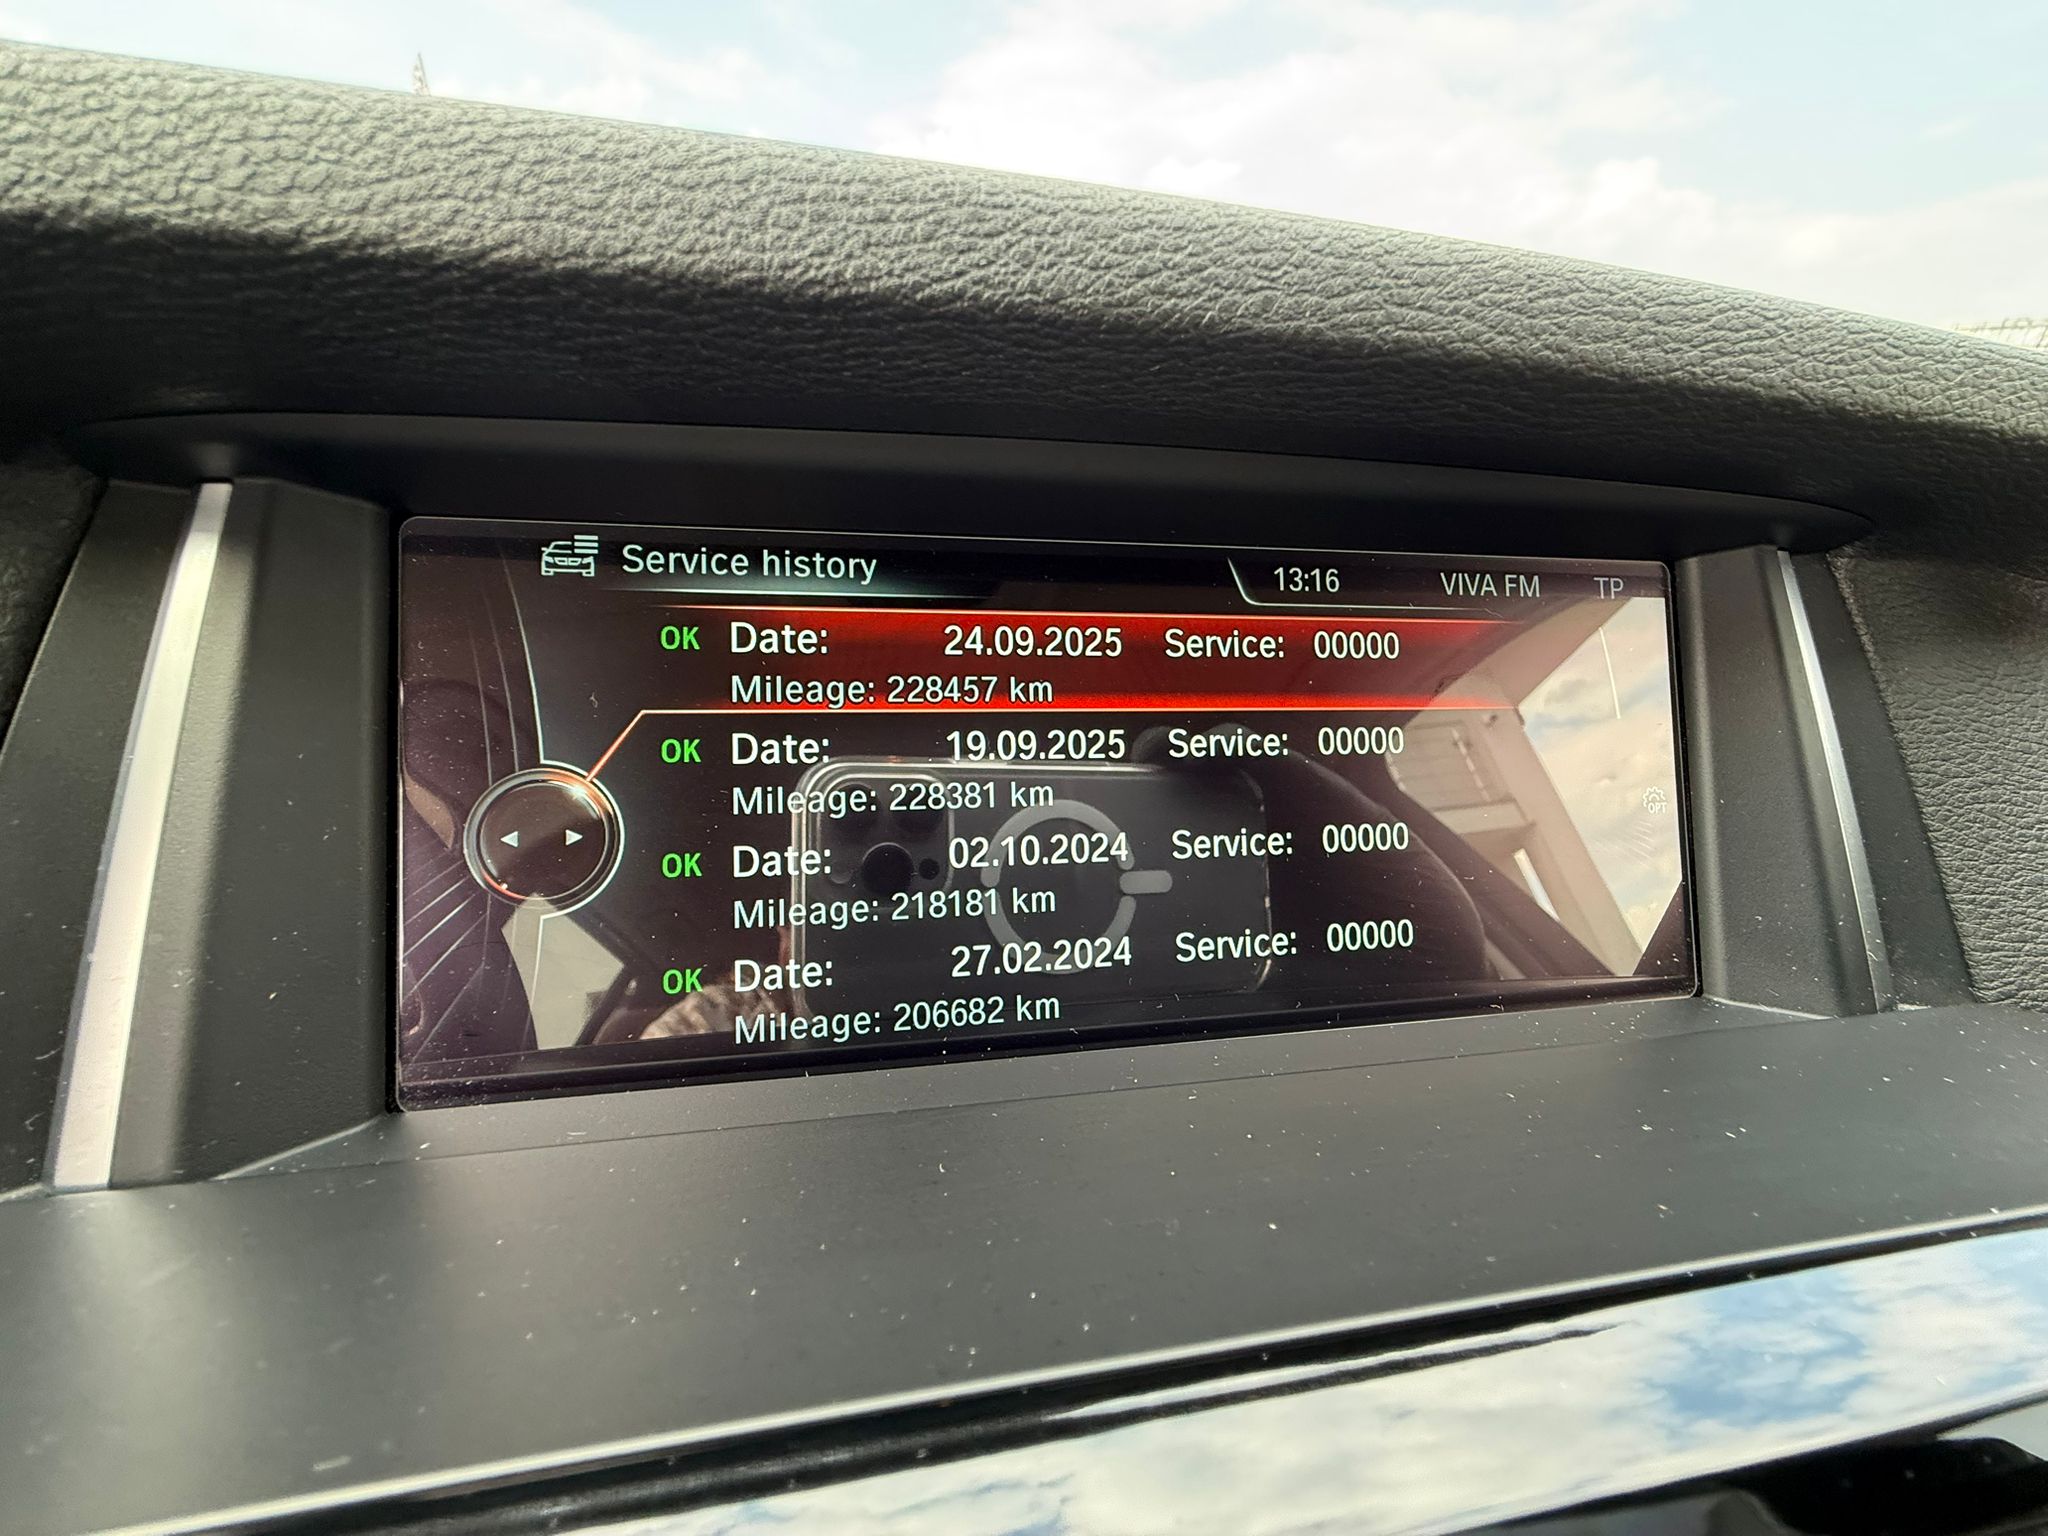 Service history
13:16 VIVA FM TP
OK Date: 24.09.2025 Service: 00000
Mileage: 228457 km
OK Date: 19.09.2025 Service: 00000
Mileage: 228381 km
OPT
OK Date: 02.10.2024 Service: 00000
Mileage: 218181 km
OK Date: 27.02.2024 Service: 00000
Mileage: 206682 km